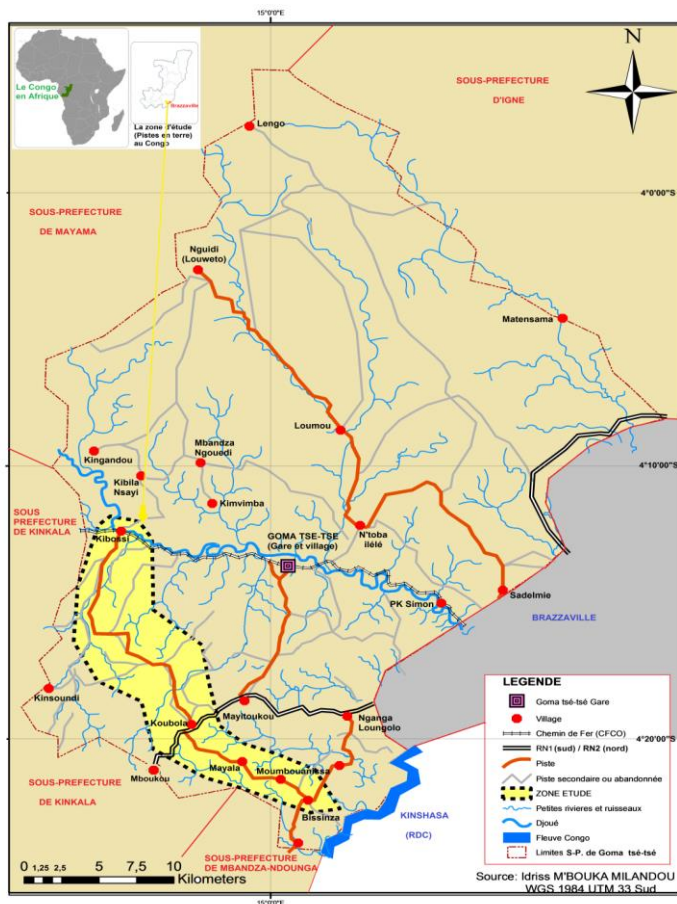 15°0'0"E
Le Congo
en Afrique
Brazzaville
La zone d'étude
(Pistes en terre)
au Congo
N
SOUS-PREFECTURE
D'IGNE
Lengo
4°0'0"S
SOUS-PREFECTURE
DE MAYAMA
Nguidi
(Louweto)
Matensama
Loumou
Mbandza
Ngouedi
Kingandou
4°10'0"S
Kibila
Nsayi
Kimvimba
SOUS
PREFECTURE
DE KINKALA
Kibossi
GOMA TSE-TSE
(Gare et village)
N'toba
ilélé
Sadelmie
PK Simon
BRAZZAVILLE
Kinsoundi
Mayitoukou
Nganga
Loungolo
Koubola
4°20'0"S
Mboukou
Mayala
Moumboumissa
Bissinza
SOUS-PREFECTURE
DE KINKALA
KINSHASA
(RDC)
SOUS-PREFECTURE
DE MBANDZA-NDOUNGA
LEGENDE
Goma tsé-tsé Gare
Village
Chemin de Fer (CFCO)
RN1 (sud) / RN2 (nord)
Piste
Piste secondaire ou abandonnée
ZONE ETUDE
Petites rivieres et ruisseaux
Djoué
Fleuve Congo
Limites S-P. de Goma tsé-tsé
0 1,25 2,5 5 7,5 10
Kilometers
Source: Idriss M'BOUKA MILANDOU
WGS 1984 UTM 33 Sud
15°0'0"E